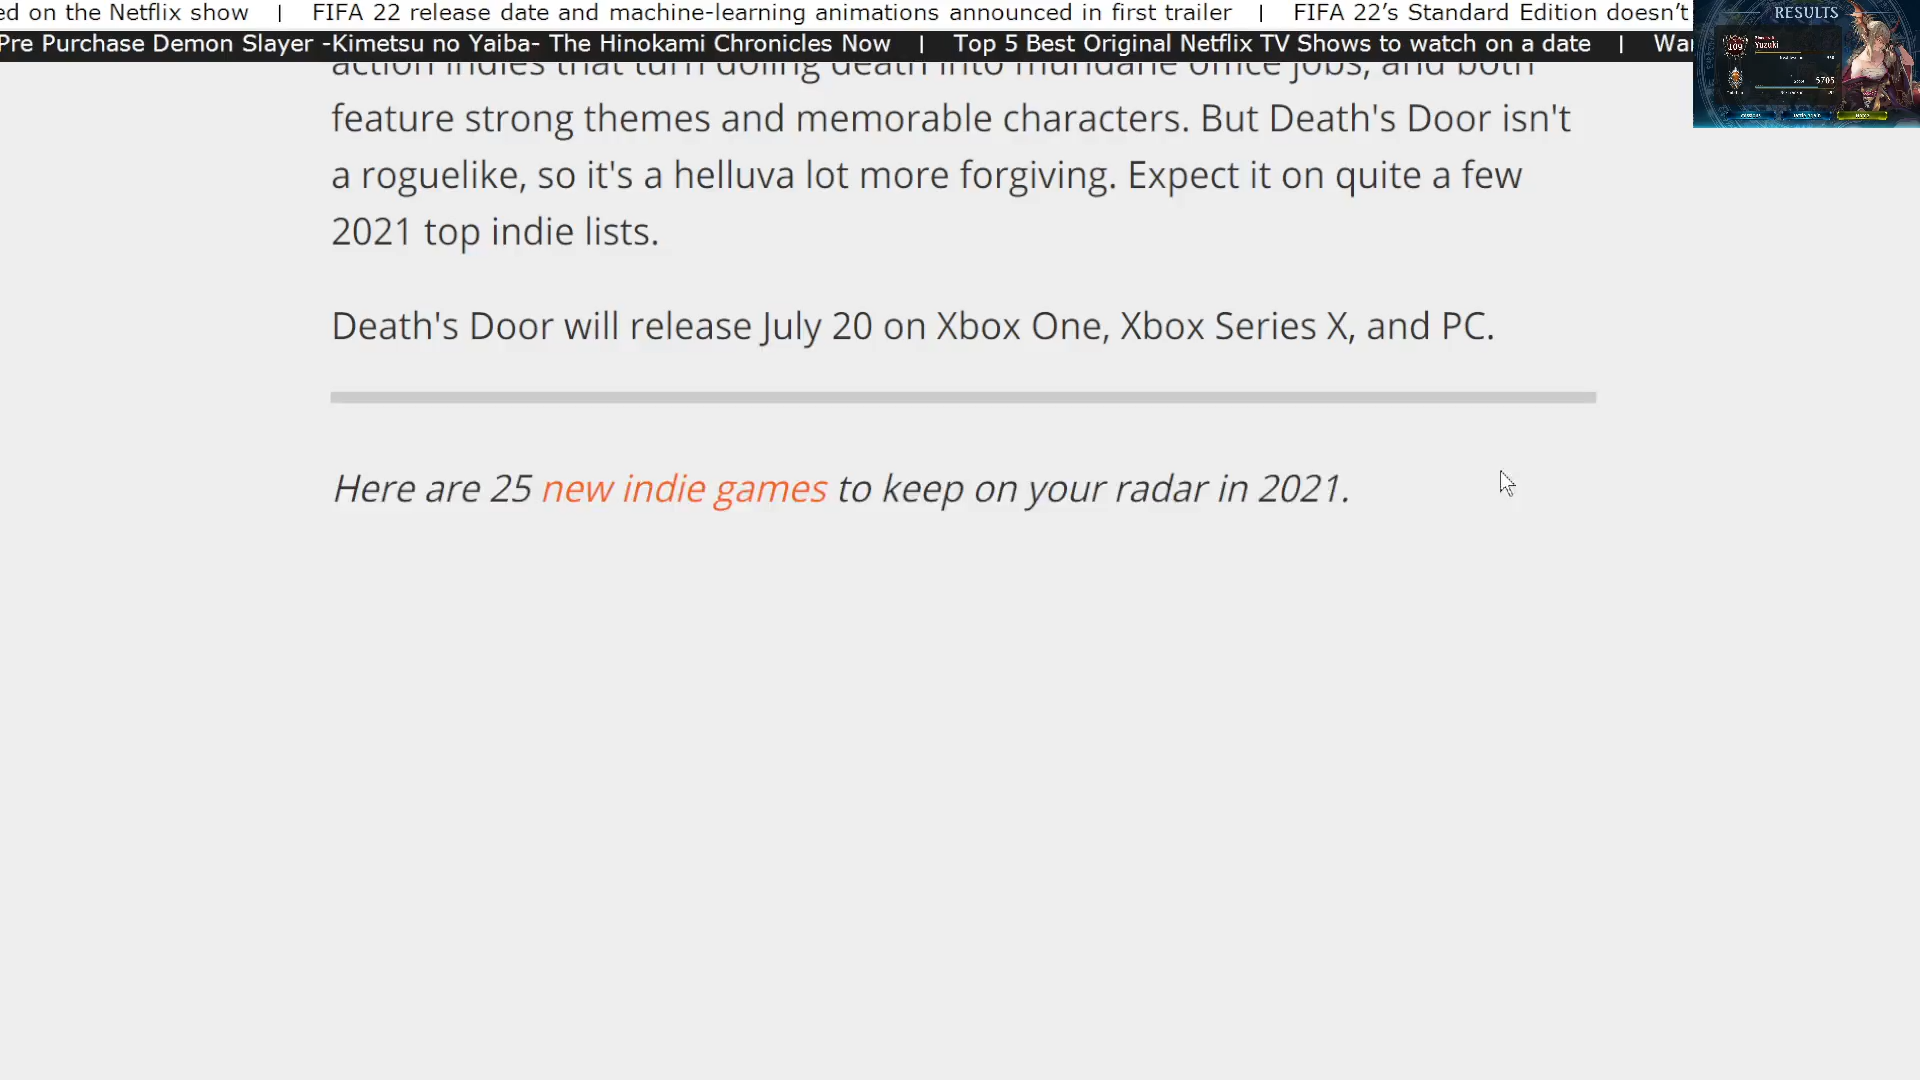 ed on the Netflix show | FIFA 22 release date and machine-learning animations announced in first trailer | FIFA 22’s Standard Edition doesn’t
Pre Purchase Demon Slayer -Kimetsu no Yaiba- The Hinokami Chronicles Now | Top 5 Best Original Netflix TV Shows to watch on a date | Wa
RESULTS
109
Yuzuki
5705
action indies that turn doling death into mundane office jobs, and both
feature strong themes and memorable characters. But Death's Door isn't
a roguelike, so it's a helluva lot more forgiving. Expect it on quite a few
2021 top indie lists.
Death's Door will release July 20 on Xbox One, Xbox Series X, and PC.
Here are 25 new indie games to keep on your radar in 2021.